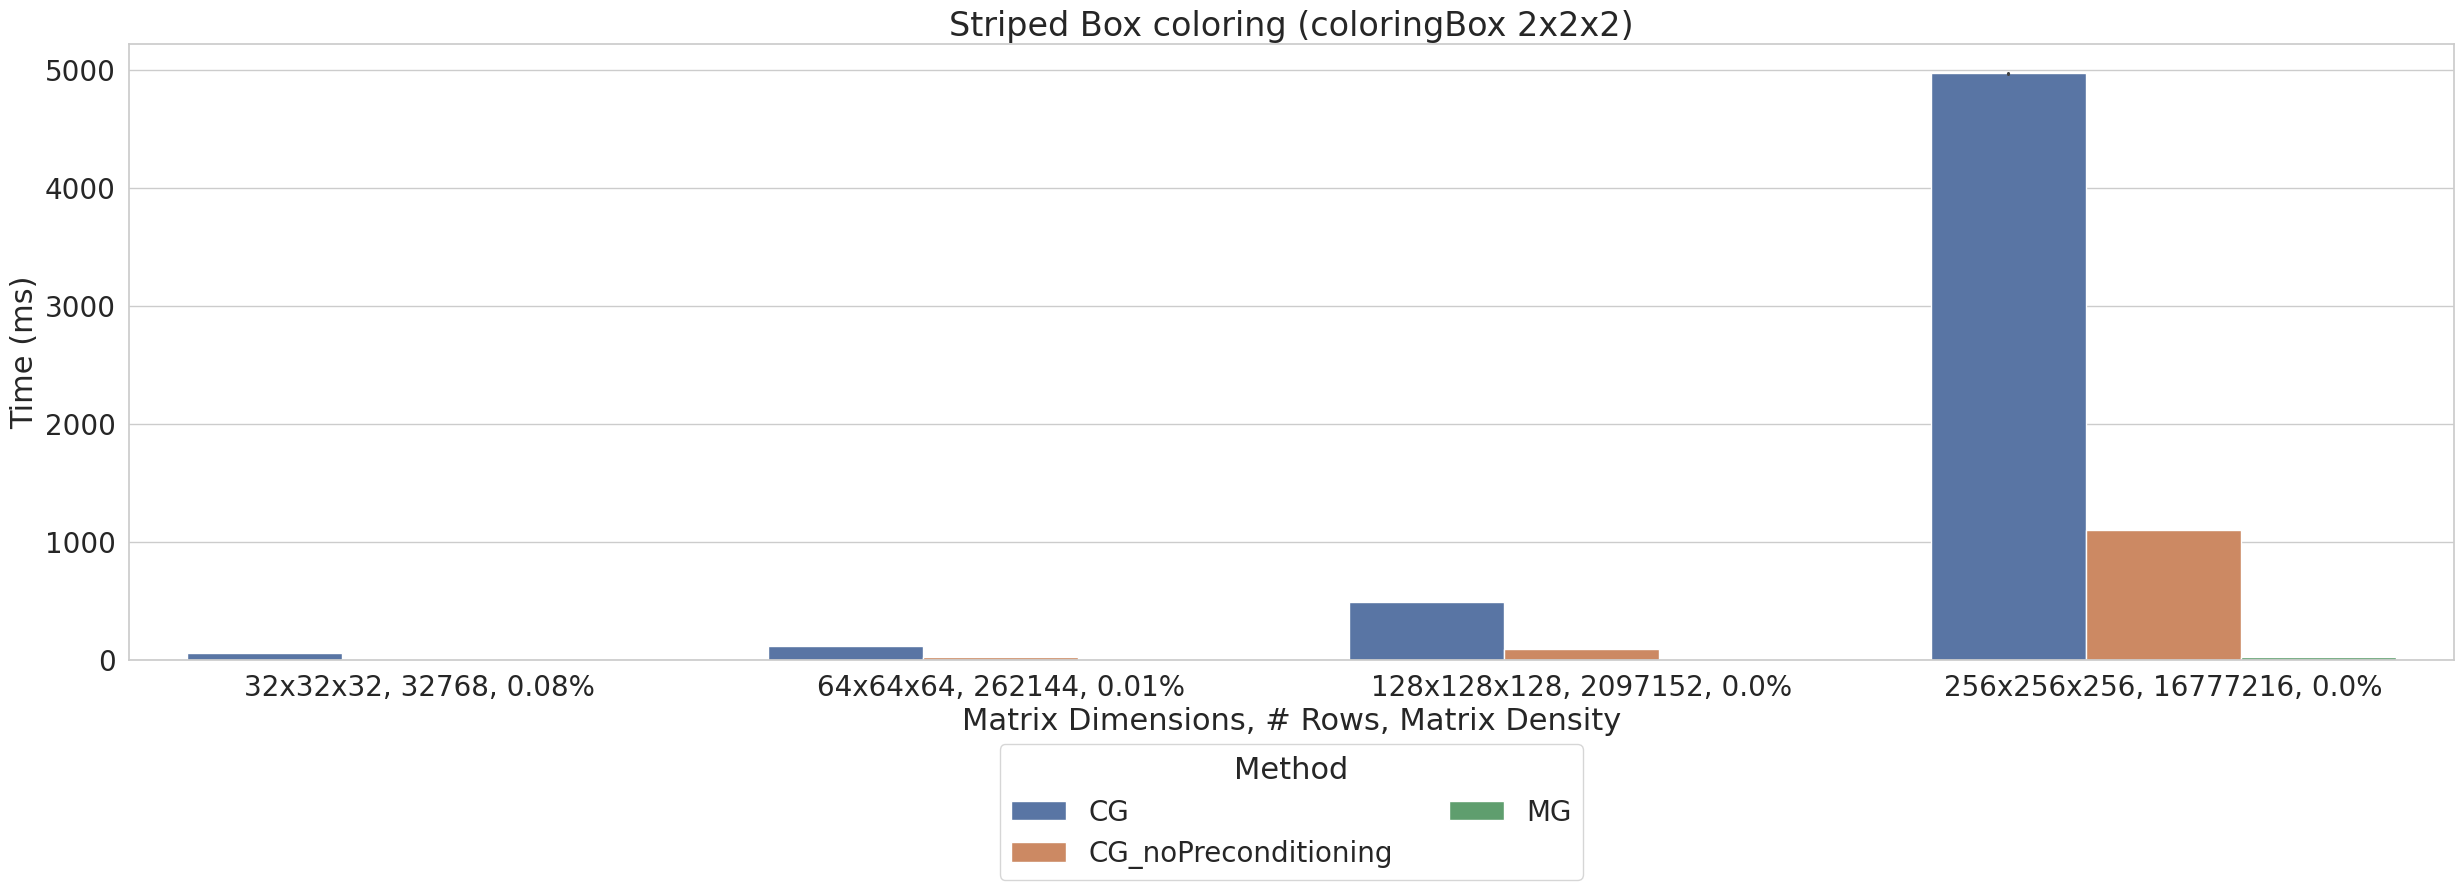 Striped Box coloring (coloringBox 2x2x2)
Time (ms)
5000
4000
3000
2000
1000
0
32x32x32, 32768, 0.08%
64x64x64, 262144, 0.01%
128x128x128, 2097152, 0.0%
256x256x256, 16777216, 0.0%
Matrix Dimensions, # Rows, Matrix Density
Method
CG
CG_noPreconditioning
MG